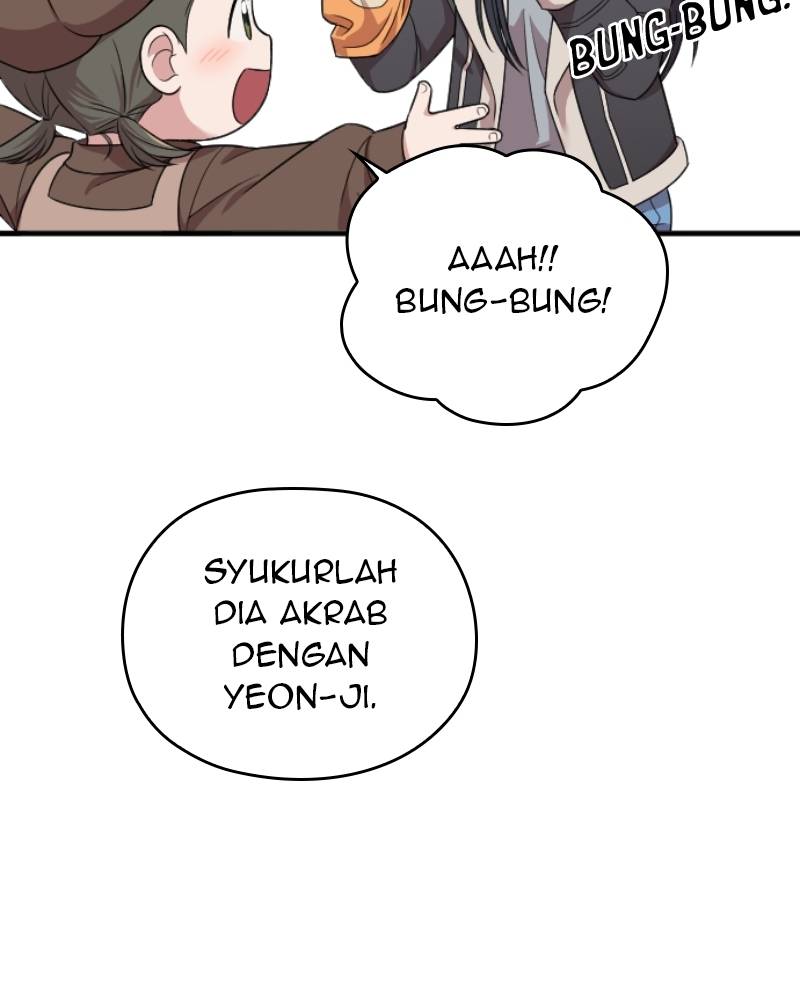 BUNG-BUNG!
AAAH!!
BUNG-BUNG!
SYUKURLAH
DIA AKRAB
DENGAN
YEON-JI.